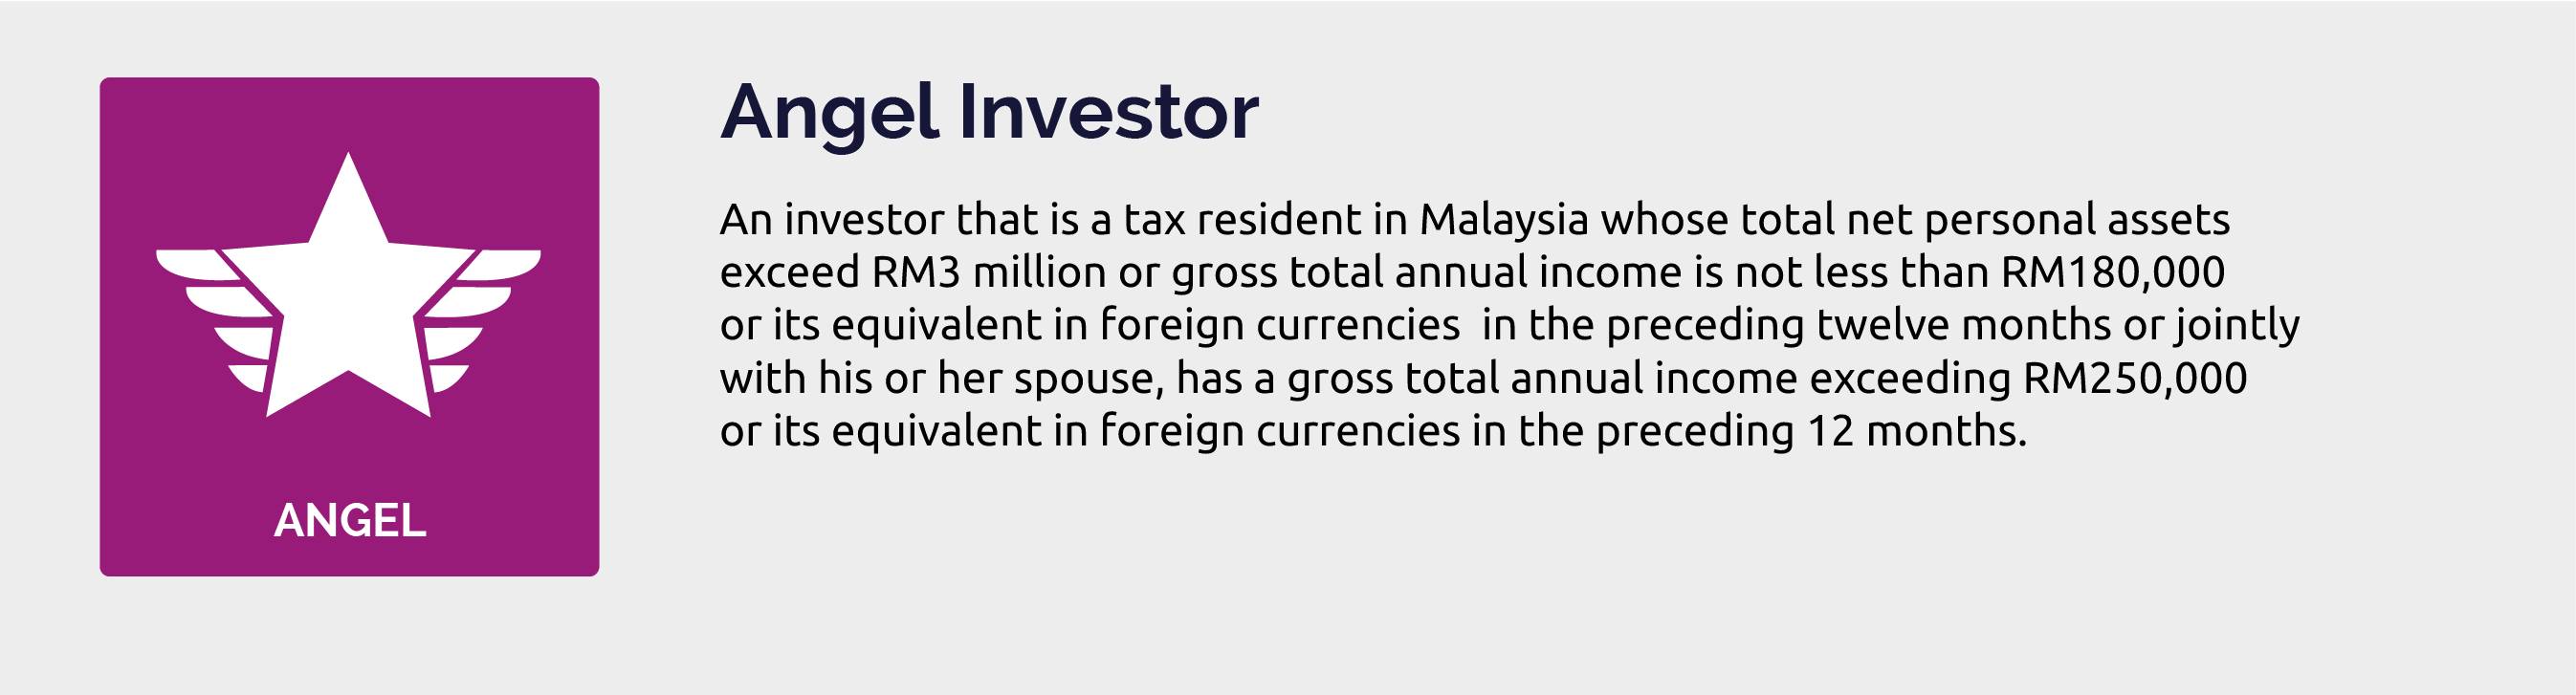 Angel Investor
An investor that is a tax resident in Malaysia whose total net personal assets
exceed RM3 million or gross total annual income is not less than RM180,000
or its equivalent in foreign currencies  in the preceding twelve months or jointly
with his or her spouse, has a gross total annual income exceeding RM250,000
or its equivalent in foreign currencies in the preceding 12 months.
ANGEL